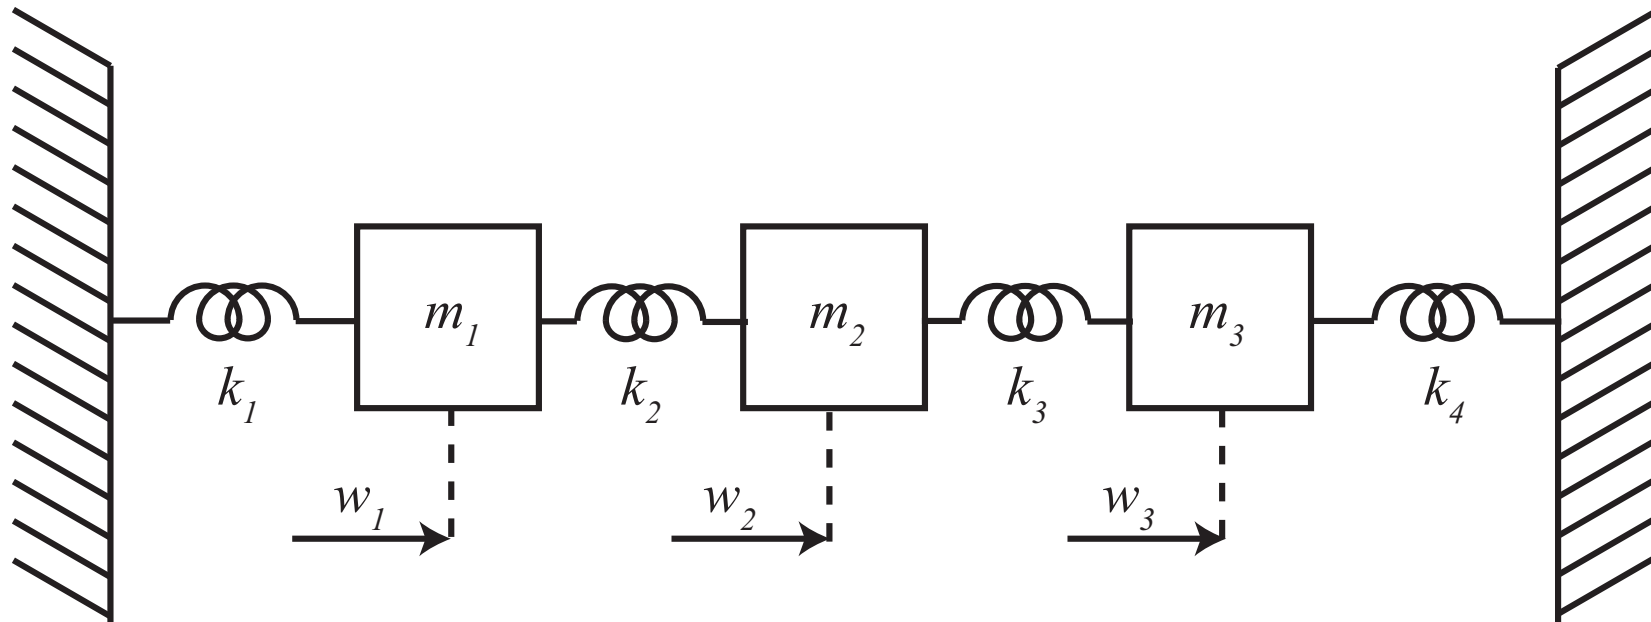 m₁ m₂ m₃
k₁ k₂ k₃ k₄
w₁ w₂ w₃